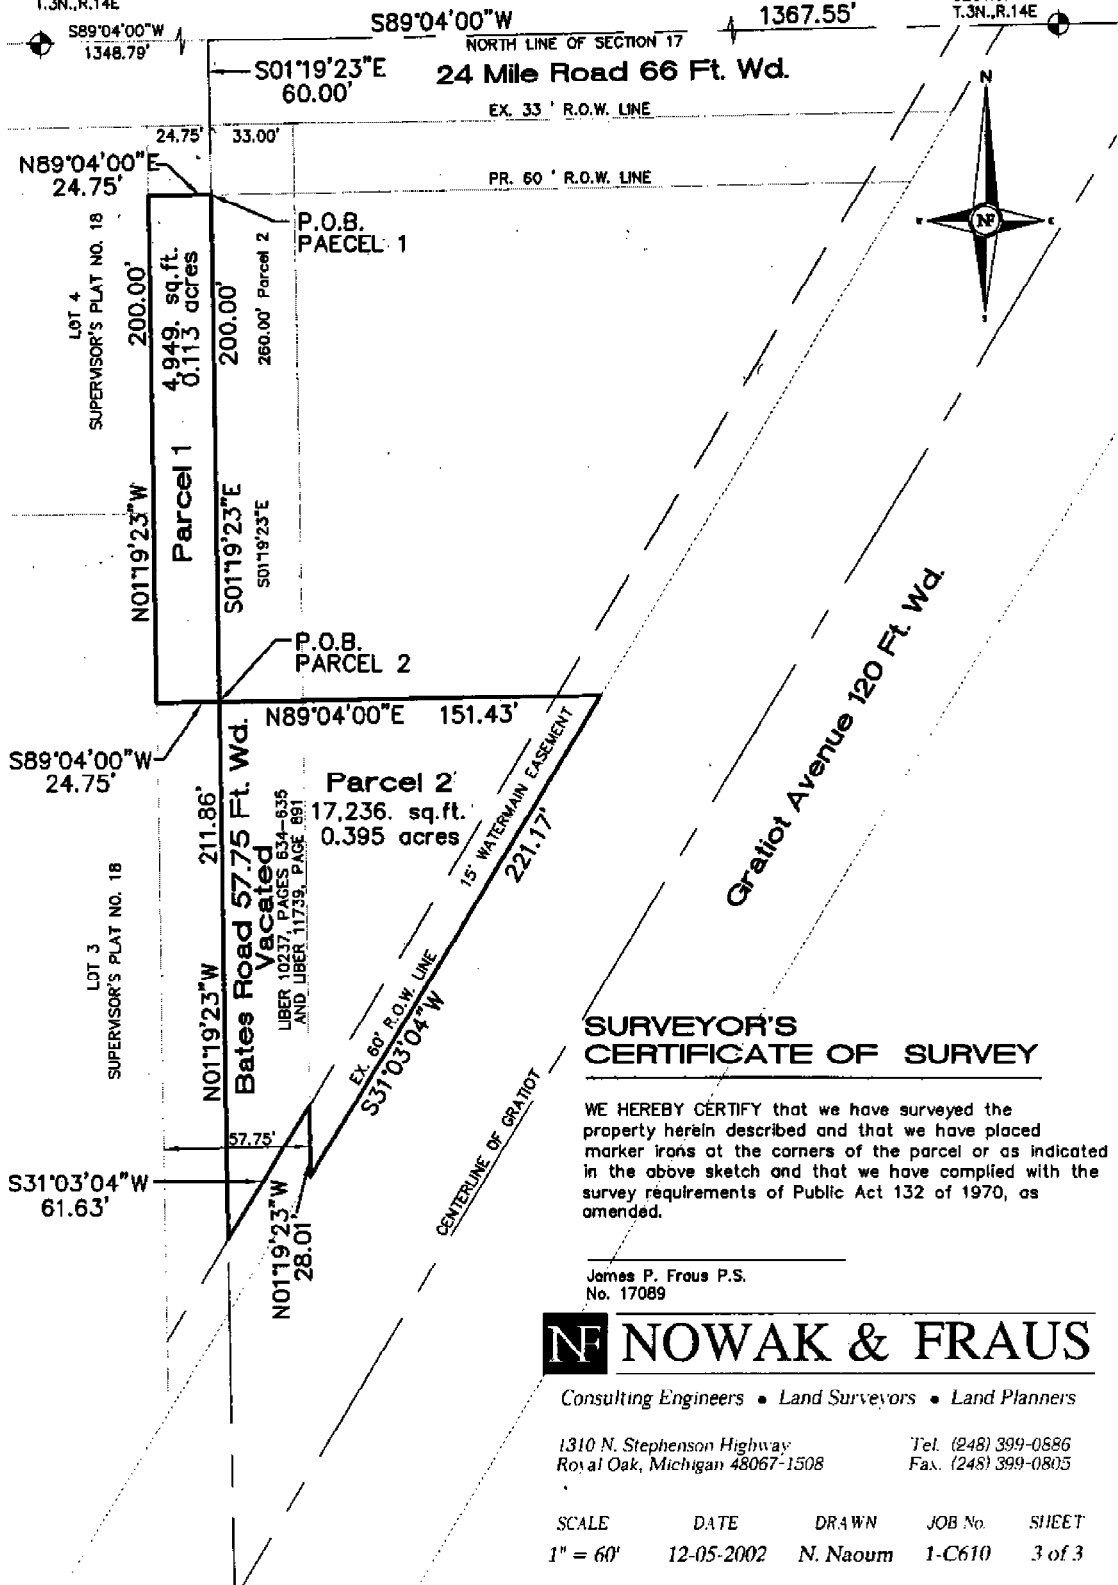 T.3N.,R.14E
S89°04'00"W
1348.79'
S89°04'00"W
1367.55'
T.3N.,R.14E
NORTH LINE OF SECTION 17
S01°19'23"E
60.00'
24 Mile Road 66 Ft. Wd.
EX. 33 ' R.O.W. LINE
24.75'
33.00'
N89°04'00"E
24.75'
PR. 60 ' R.O.W. LINE
P.O.B.
PAECEL 1
N
NF
LOT 4
SUPERVISOR'S PLAT NO. 18
200.00'
N01°19'23"W
Parcel 1
4,949. sq.ft.
0.113 acres
200.00'
S01°19'23"E
260.00' Parcel 2
S01°19'23"E
P.O.B.
PARCEL 2
N89°04'00"E 151.43'
S89°04'00"W
24.75'
Parcel 2
17,236. sq.ft.
0.395 acres
211.86'
N01°19'23"W
Bates Road 57.75 Ft. Wd.
Vacated
LIBER 10237, PAGES 634-635
AND LIBER 11739, PAGE 891
15' WATERMAIN EASEMENT
221.17'
S31°03'04"W
EX. 60' R.O.W. LINE
Gratiot Avenue 120 Ft. Wd.
LOT 3
SUPERVISOR'S PLAT NO. 18
57.75'
S31°03'04"W
61.63'
N01°19'23"W
28.01'
CENTERLINE OF GRATIOT
SURVEYOR'S
CERTIFICATE OF SURVEY
WE HEREBY CERTIFY that we have surveyed the
property herein described and that we have placed
marker irons at the corners of the parcel or as indicated
in the above sketch and that we have complied with the
survey requirements of Public Act 132 of 1970, as
amended.
James P. Fraus P.S.
No. 17089
NF NOWAK & FRAUS
Consulting Engineers • Land Surveyors • Land Planners
1310 N. Stephenson Highway
Royal Oak, Michigan 48067-1508
Tel. (248) 399-0886
Fax. (248) 399-0805
SCALE DATE DRAWN JOB No. SHEET
1" = 60' 12-05-2002 N. Naoum 1-C610 3 of 3